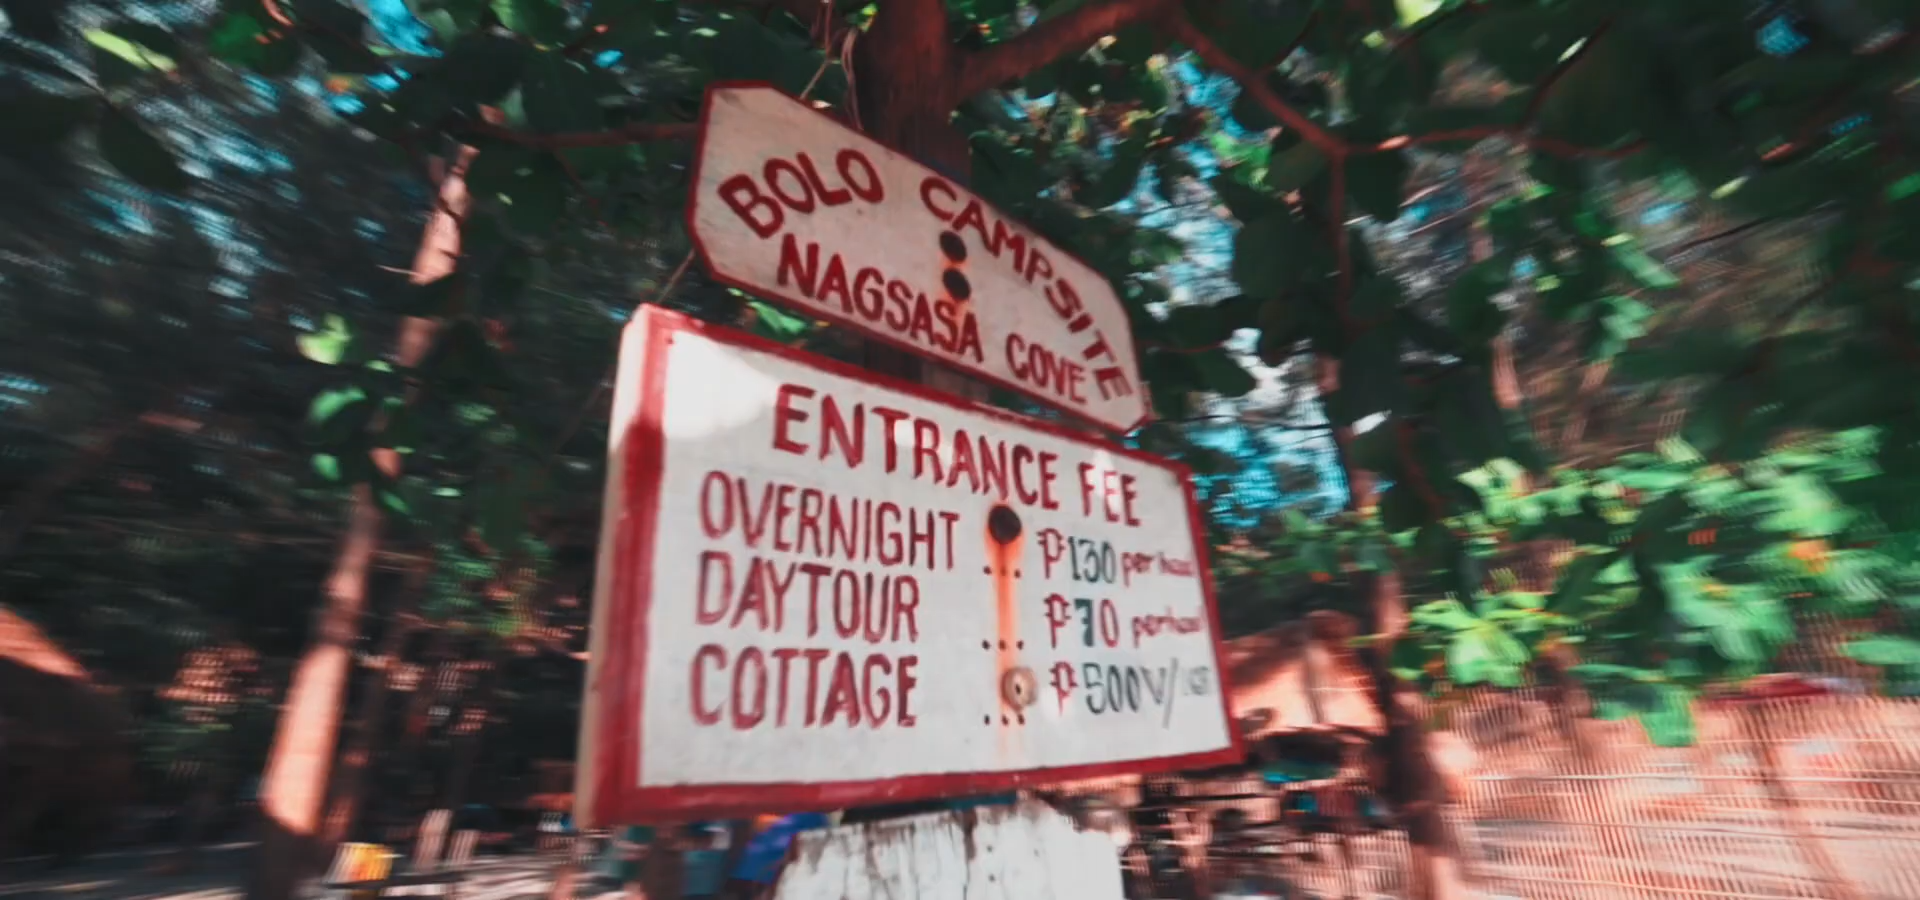 BOLO CAMPSITE
NAGSASA COVE
ENTRANCE FEE
OVERNIGHT ... ₱130 per head
DAYTOUR ... ₱70 per head
COTTAGE ... ₱500